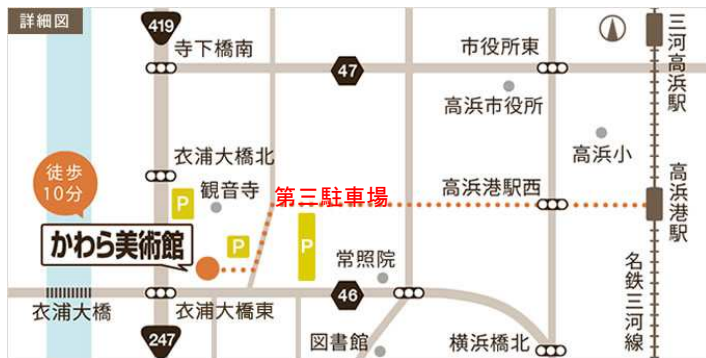 詳細図
419
寺下橋南
市役所東
三河高浜駅
47
高浜市役所
高浜小
衣浦大橋北
徒歩
10分
観音寺
P
第三駐車場
高浜港駅西
高浜港駅
かわら美術館
P
P
常照院
名鉄三河線
衣浦大橋
衣浦大橋東
46
247
図書館
横浜橋北